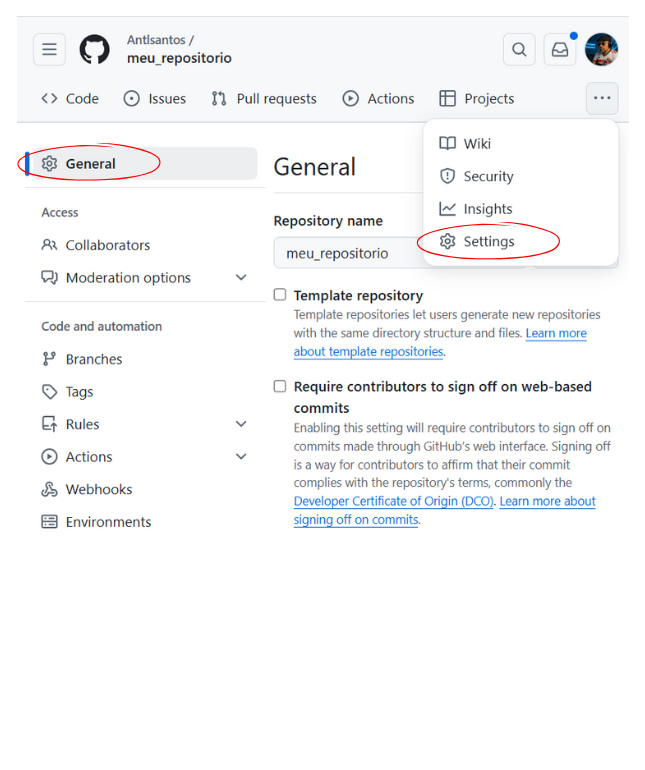 Antlsantos /
meu_repositorio
Code
Issues
Pull requests
Actions
Projects
Wiki
Security
Insights
Settings
General
Access
Collaborators
Moderation options
Code and automation
Branches
Tags
Rules
Actions
Webhooks
Environments
General
Repository name
meu_repositorio
Template repository
Template repositories let users generate new repositories
with the same directory structure and files. Learn more
about template repositories.
Require contributors to sign off on web-based
commits
Enabling this setting will require contributors to sign off on
commits made through GitHub's web interface. Signing off
is a way for contributors to affirm that their commit
complies with the repository's terms, commonly the
Developer Certificate of Origin (DCO). Learn more about
signing off on commits.